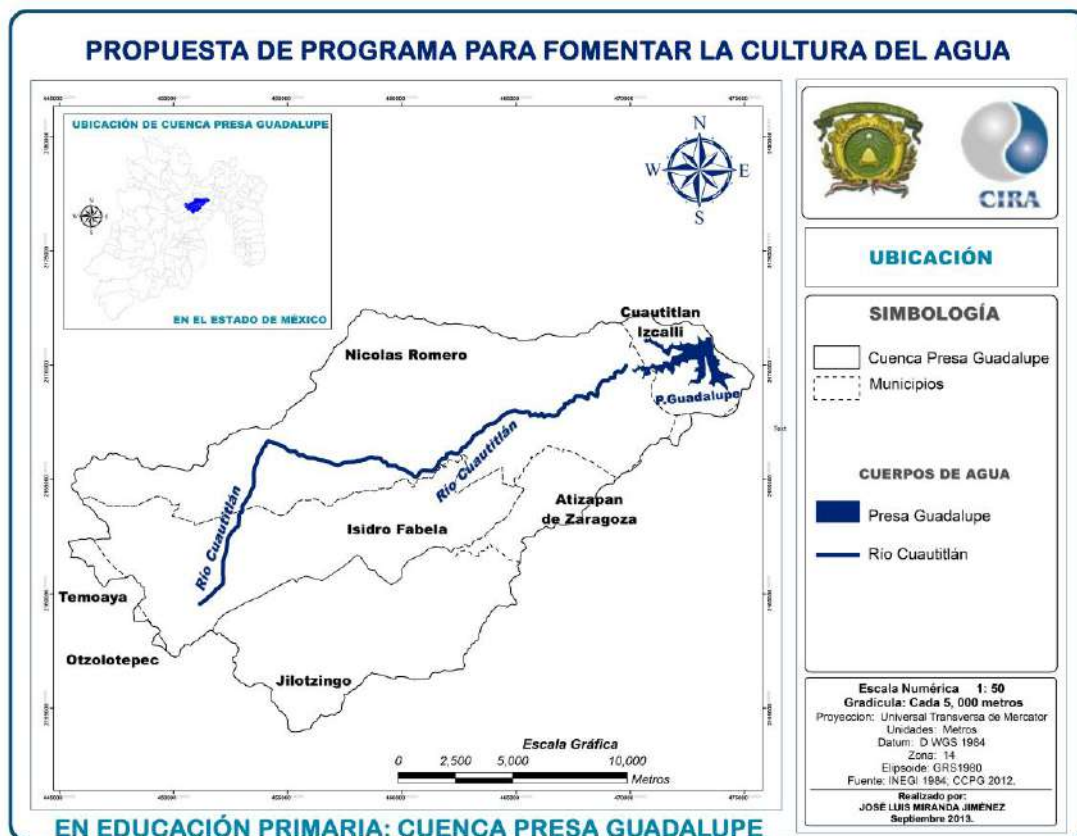 PROPUESTA DE PROGRAMA PARA FOMENTAR LA CULTURA DEL AGUA
UBICACIÓN DE CUENCA PRESA GUADALUPE
EN EL ESTADO DE MÉXICO
N
W E
S
Cuautitlan
Izcalli
Nicolas Romero
P.Guadalupe
Río Cuautitlán
Río Cuautitlán
Isidro Fabela
Atizapan
de Zaragoza
Temoaya
Otzolotepec
Jilotzingo
Escala Gráfica
0 2,500 5,000 10,000
Metros
CIRA
UBICACIÓN
SIMBOLOGÍA
Cuenca Presa Guadalupe
Municipios
CUERPOS DE AGUA
Presa Guadalupe
Río Cuautitlán
Escala Numérica 1: 50
Gradícula: Cada 5, 000 metros
Proyeccion: Universal Transversa de Mercator
Unidades: Metros
Datum: D WGS 1984
Zona: 14
Elipsoide: GRS1980
Fuente: INEGI 1984; CCPG 2012.
Realizado por:
JOSÉ LUIS MIRANDA JIMÉNEZ
Septiembre 2013.
EN EDUCACIÓN PRIMARIA: CUENCA PRESA GUADALUPE